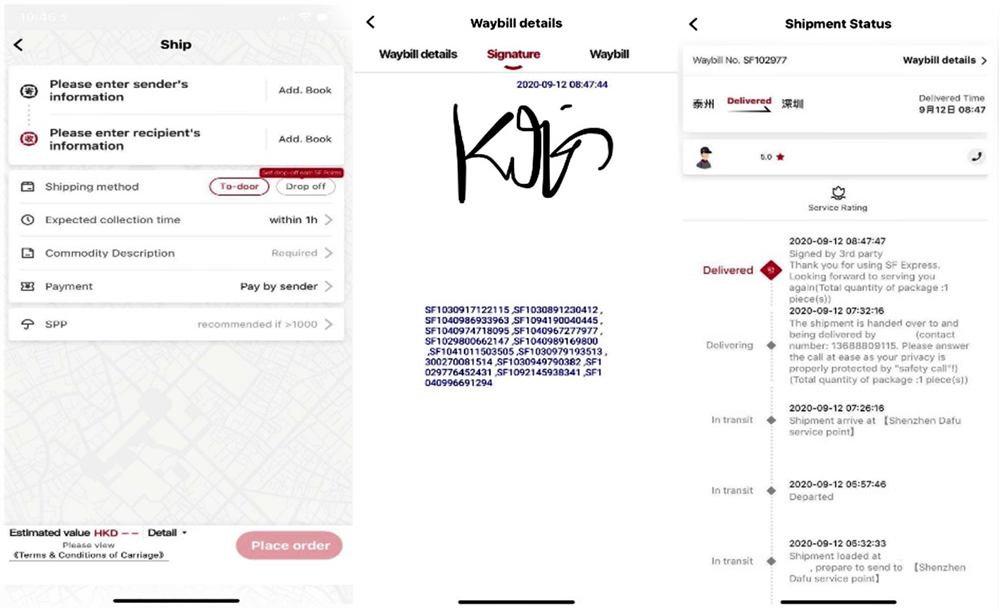 10:46
Ship
寄
Please enter sender's
information
Add. Book
收
Please enter recipient's
information
Add. Book
Self drop-off earn SF Points
Shipping method
To-door
Drop off
Expected collection time
within 1h
Commodity Description
Required
Payment
Pay by sender
SPP
recommended if >1000
Estimated value HKD -- Detail
Please view
《Terms & Conditions of Carriage》
Place order
Waybill details
Waybill details
Signature
Waybill
2020-09-12 08:47:44
SF1030917122115 ,SF1030891230412 ,
SF1040986933963 ,SF1094190040445 ,
SF1040974718095 ,SF1040967277977 ,
SF1029800662147 ,SF1040989169800
,SF1041011503505 ,SF1030979193513 ,
300270081514 ,SF1030949790382 ,SF1
029776452431 ,SF1092145938341 ,SF1
040996691294
Shipment Status
Waybill No. SF102977
Waybill details
泰州
Delivered
深圳
Delivered Time
9月12日 08:47
5.0
Service Rating
Delivered
2020-09-12 08:47:47
Signed by 3rd party
Thank you for using SF Express.
Looking forward to serving you
again(Total quantity of package :1
piece(s))
Delivering
2020-09-12 07:32:16
The shipment is handed over to and
being delivered by (contact
number: 13688809115. Please answer
the call at ease as your privacy is
properly protected by "safety call"!)
(Total quantity of package :1 piece(s))
In transit
2020-09-12 07:26:16
Shipment arrive at 【Shenzhen Dafu
service point】
In transit
2020-09-12 05:57:46
Departed
In transit
2020-09-12 05:32:33
Shipment loaded at
, prepare to send to 【Shenzhen
Dafu service point】